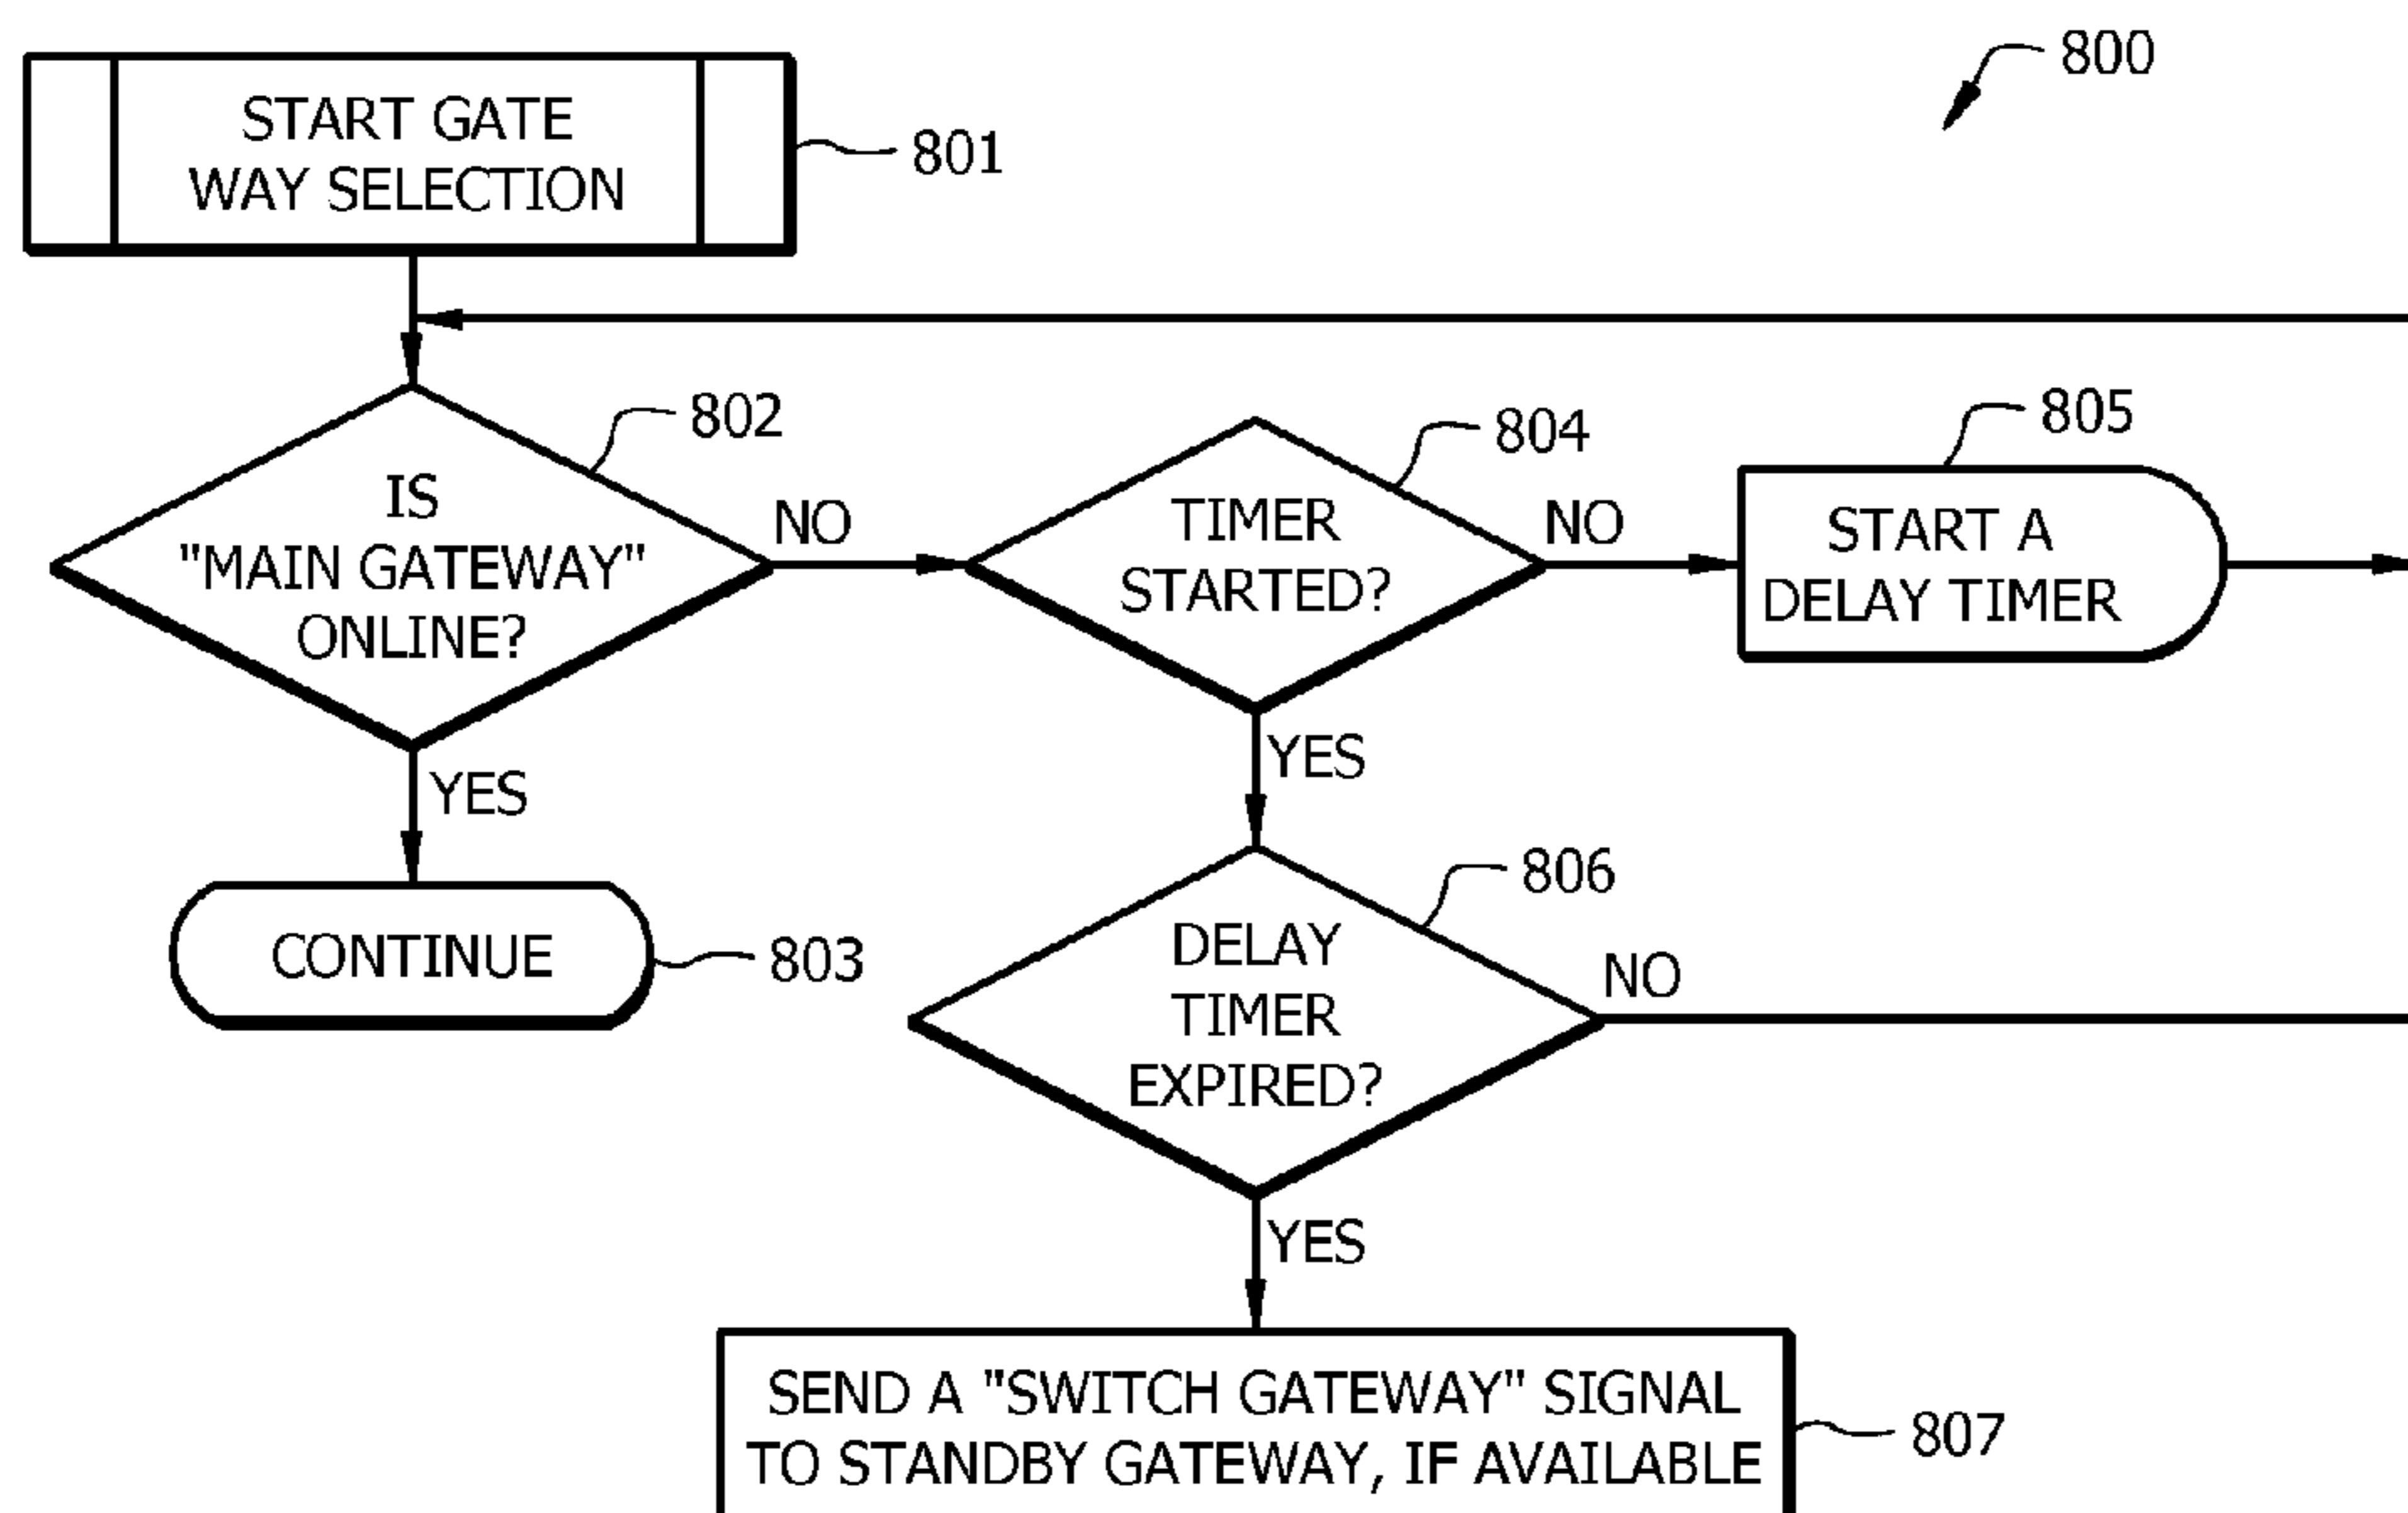 800
START GATE
WAY SELECTION
801
802
IS
"MAIN GATEWAY"
ONLINE?
NO
804
TIMER
STARTED?
NO
805
START A
DELAY TIMER
YES
CONTINUE
803
YES
806
DELAY
TIMER
EXPIRED?
NO
YES
SEND A "SWITCH GATEWAY" SIGNAL
TO STANDBY GATEWAY, IF AVAILABLE
807